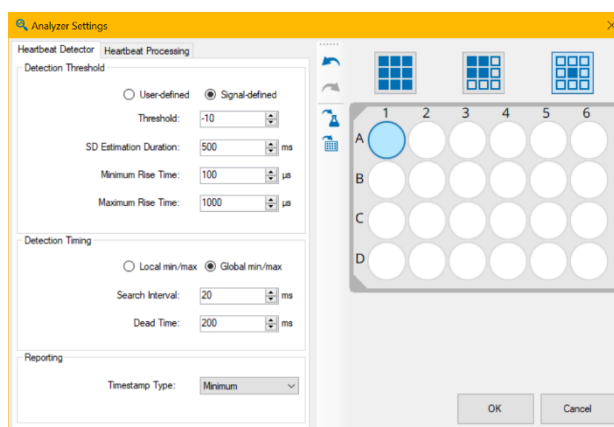 Analyzer Settings
Heartbeat Detector
Heartbeat Processing
Detection Threshold
User-defined
Signal-defined
Threshold:
-10
SD Estimation Duration:
500
ms
Minimum Rise Time:
100
µs
Maximum Rise Time:
1000
µs
Detection Timing
Local min/max
Global min/max
Search Interval:
20
ms
Dead Time:
200
ms
Reporting
Timestamp Type:
Minimum
1 2 3 4 5 6
A
B
C
D
OK
Cancel